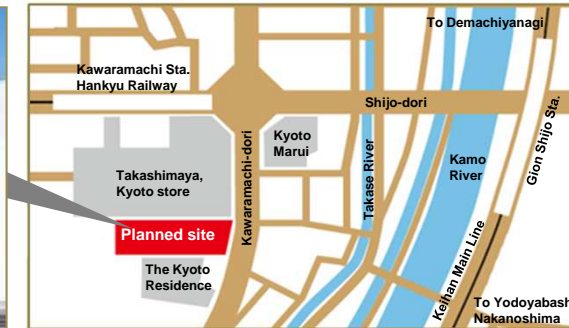 To Demachiyanagi
Kawaramachi Sta.
Hankyu Railway
Shijo-dori
Gion Shijo Sta.
Kyoto
Marui
Kawaramachi-dori
Takase River
Kamo
River
Takashimaya,
Kyoto store
Planned site
The Kyoto
Residence
Keihan Main Line
To Yodoyabash
Nakanoshima